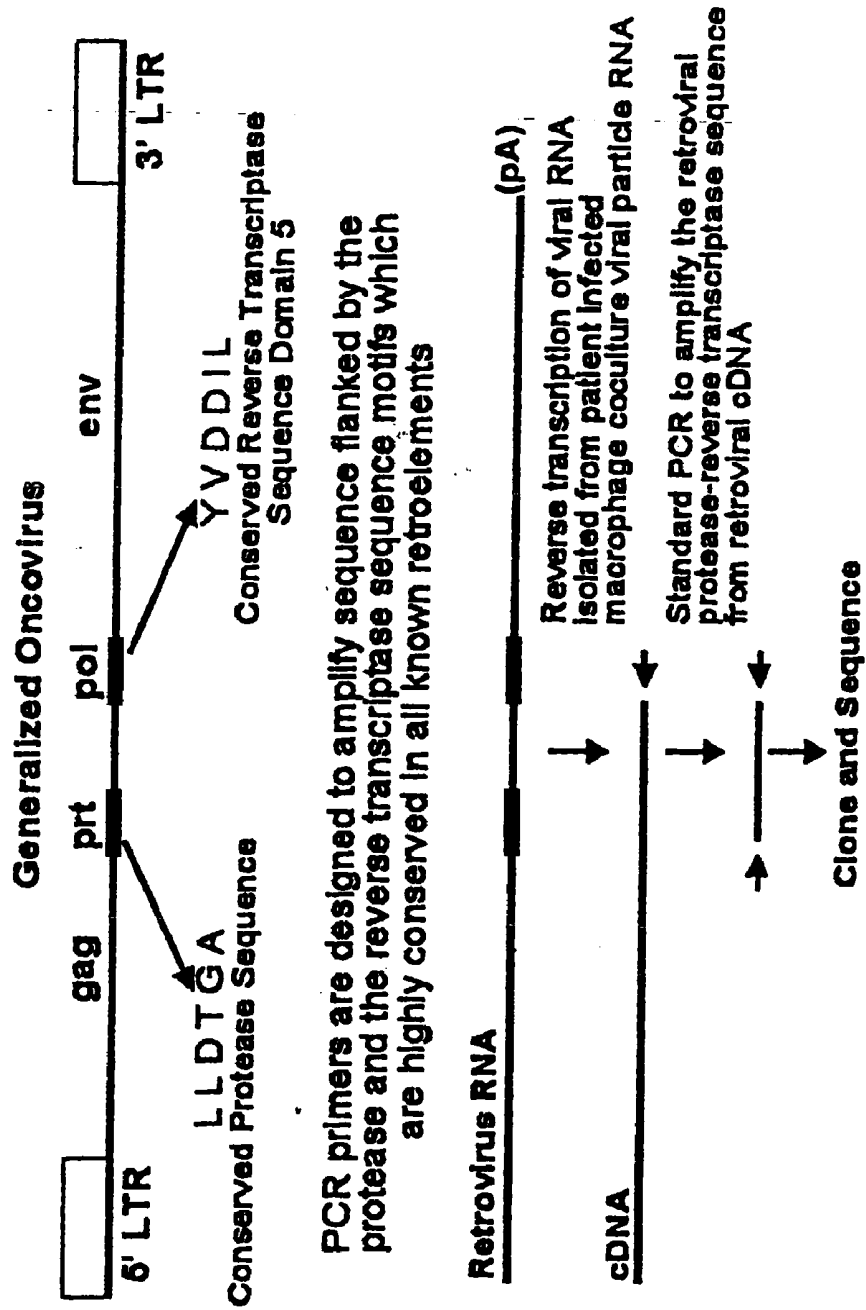 Generalized Oncovirus
gag prt pol env
5' LTR
3' LTR
L L D T G A
Conserved Protease Sequence
Y V D D I L
Conserved Reverse Transcriptase
Sequence Domain 5
PCR primers are designed to amplify sequence flanked by the
protease and the reverse transcriptase sequence motifs which
are highly conserved in all known retroelements
Retrovirus RNA
(pA)
Reverse transcription of viral RNA
isolated from patient infected
macrophage coculture viral particle RNA
cDNA
Standard PCR to amplify the retroviral
protease-reverse transcriptase sequence
from retroviral cDNA
Clone and Sequence